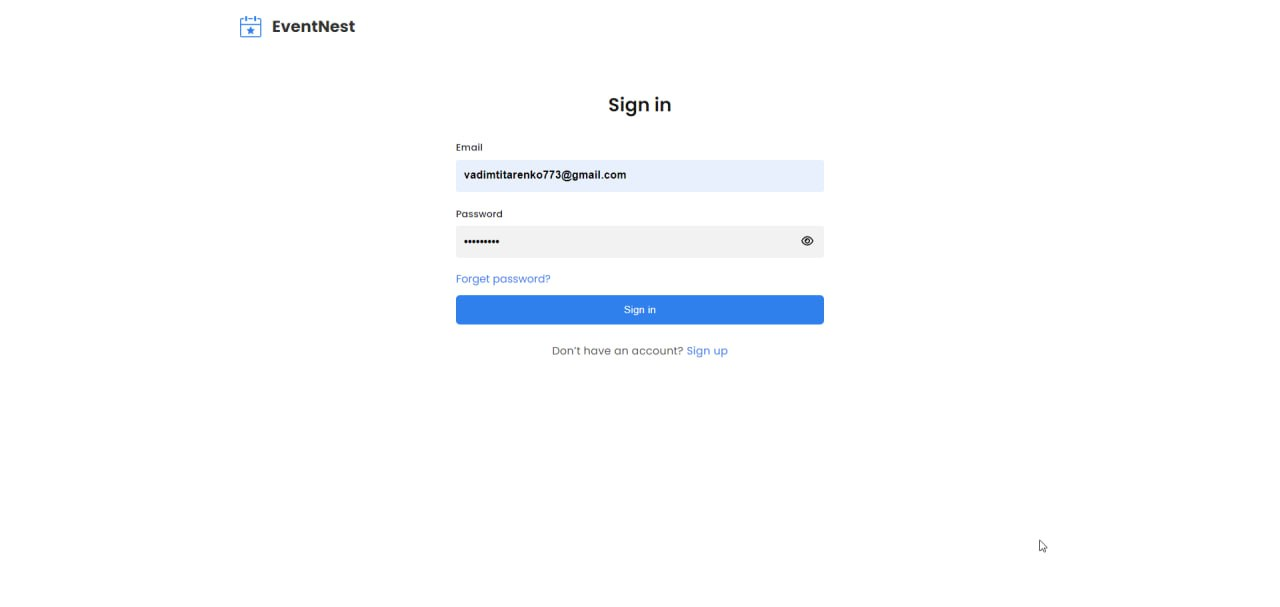 EventNest
Sign in
Email
vadimtitarenko773@gmail.com
Password
•••••••••
Forget password?
Sign in
Don't have an account? Sign up